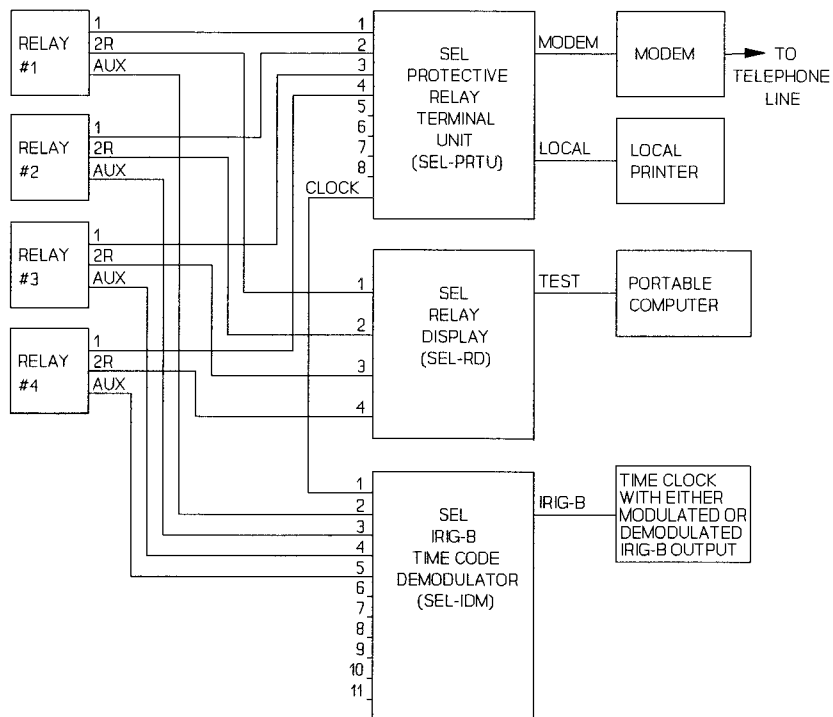 RELAY
#1
1
2R
AUX
RELAY
#2
1
2R
AUX
RELAY
#3
1
2R
AUX
RELAY
#4
1
2R
AUX
1
2
3
4
5
6
7
8
CLOCK
SEL
PROTECTIVE
RELAY
TERMINAL
UNIT
(SEL-PRTU)
MODEM
LOCAL
MODEM
TO
TELEPHONE
LINE
LOCAL
PRINTER
1
2
3
4
SEL
RELAY
DISPLAY
(SEL-RD)
TEST
PORTABLE
COMPUTER
1
2
3
4
5
6
7
8
9
10
11
SEL
IRIG-B
TIME CODE
DEMODULATOR
(SEL-IDM)
IRIG-B
TIME CLOCK
WITH EITHER
MODULATED OR
DEMODULATED
IRIG-B OUTPUT